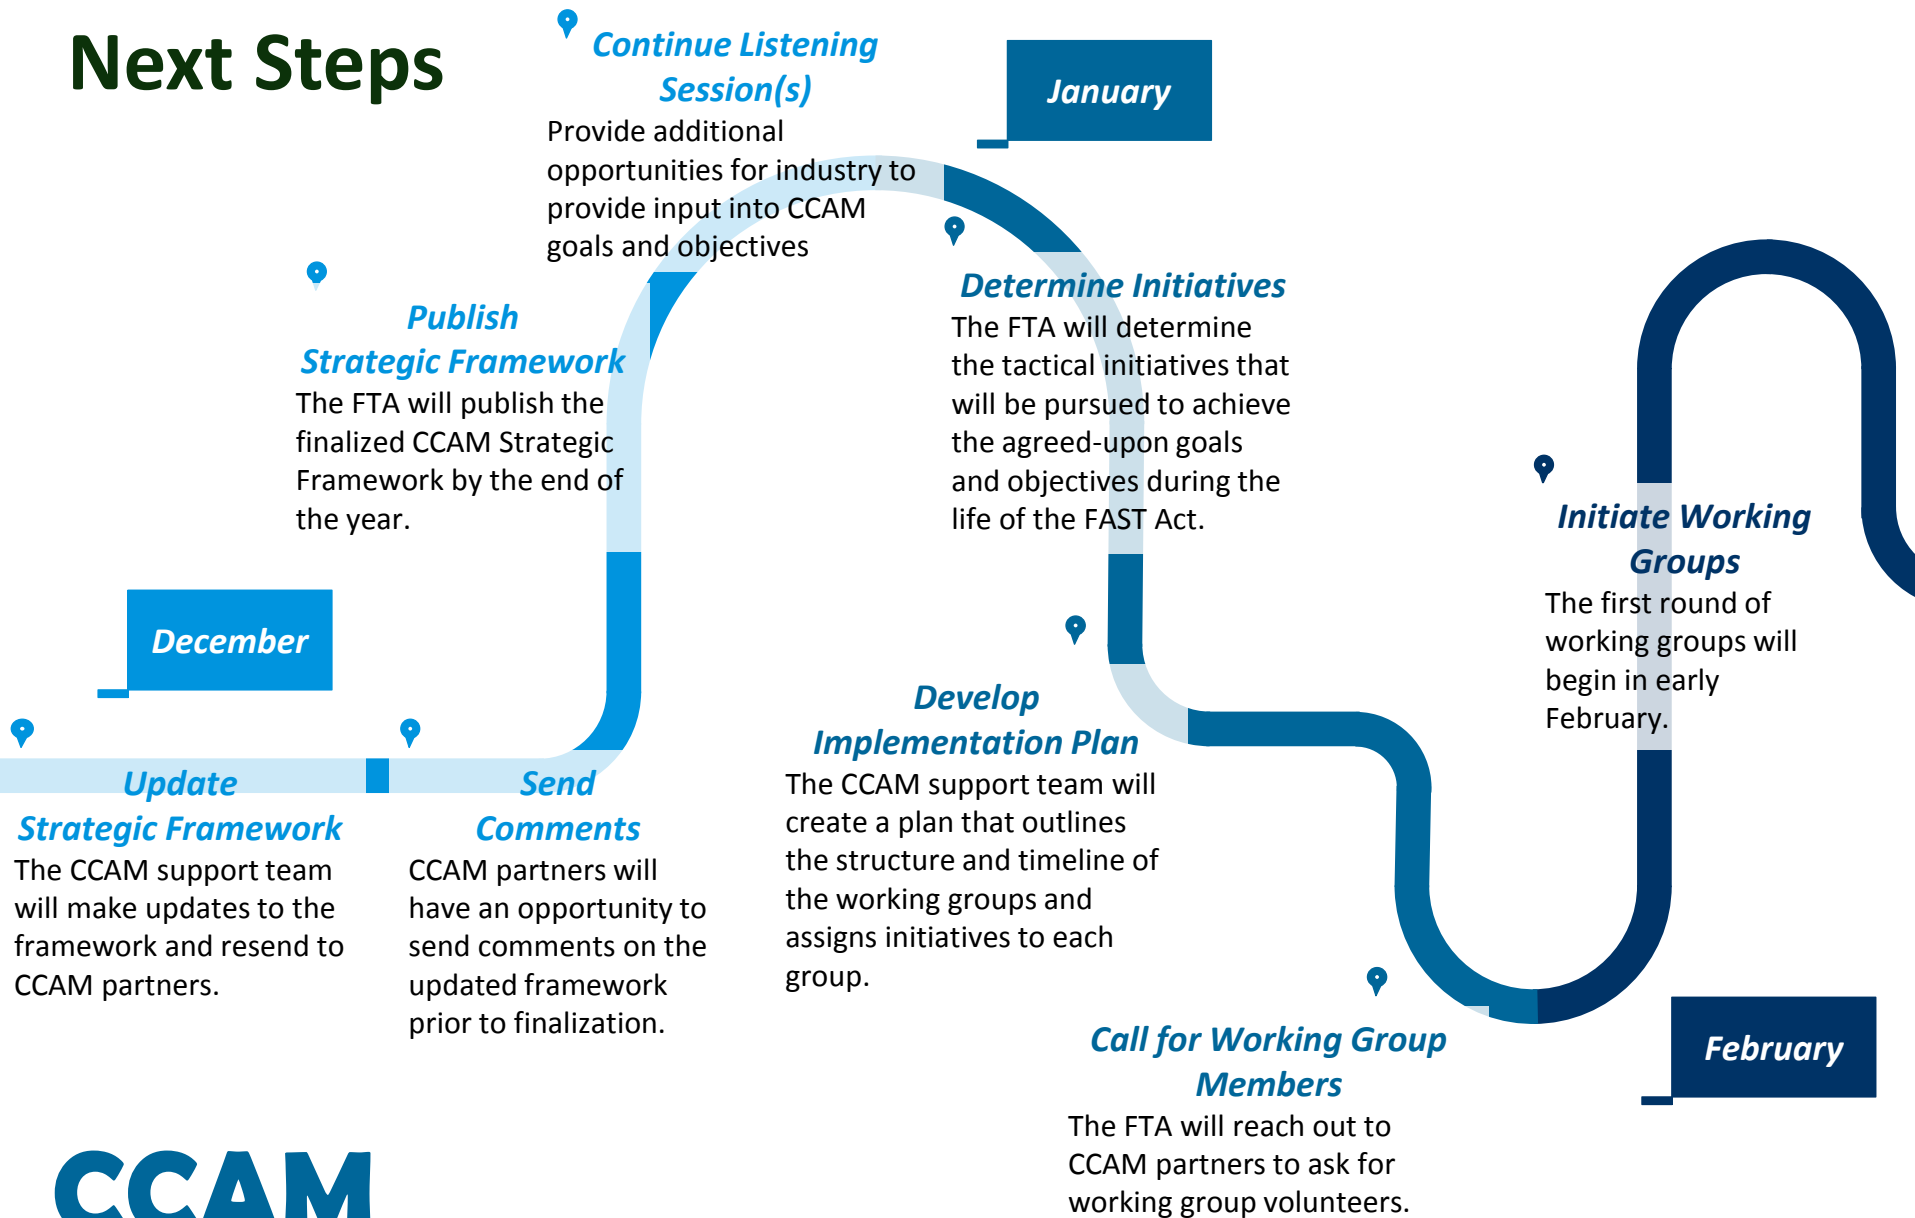 Next Steps
Continue Listening
Session(s)
Provide additional
opportunities for industry to
provide input into CCAM
goals and objectives
January
Publish
Strategic Framework
The FTA will publish the
finalized CCAM Strategic
Framework by the end of
the year.
Determine Initiatives
The FTA will determine
the tactical initiatives that
will be pursued to achieve
the agreed-upon goals
and objectives during the
life of the FAST Act.
Initiate Working
Groups
The first round of
working groups will
begin in early
February.
December
Update
Strategic Framework
The CCAM support team
will make updates to the
framework and resend to
CCAM partners.
Send
Comments
CCAM partners will
have an opportunity to
send comments on the
updated framework
prior to finalization.
Develop
Implementation Plan
The CCAM support team will
create a plan that outlines
the structure and timeline of
the working groups and
assigns initiatives to each
group.
Call for Working Group
Members
The FTA will reach out to
CCAM partners to ask for
working group volunteers.
February
CCAM